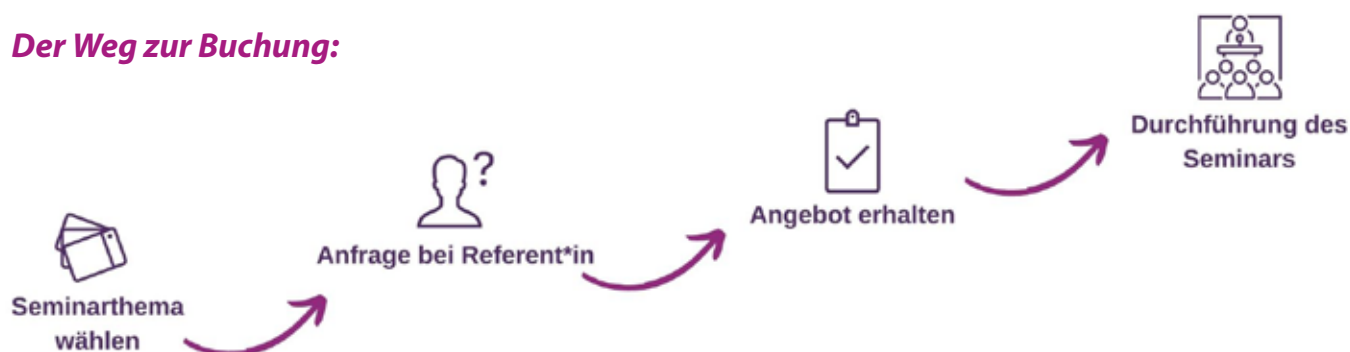 Der Weg zur Buchung:
Seminarthema
wählen
?
Anfrage bei Referent*in
Angebot erhalten
Durchführung des
Seminars